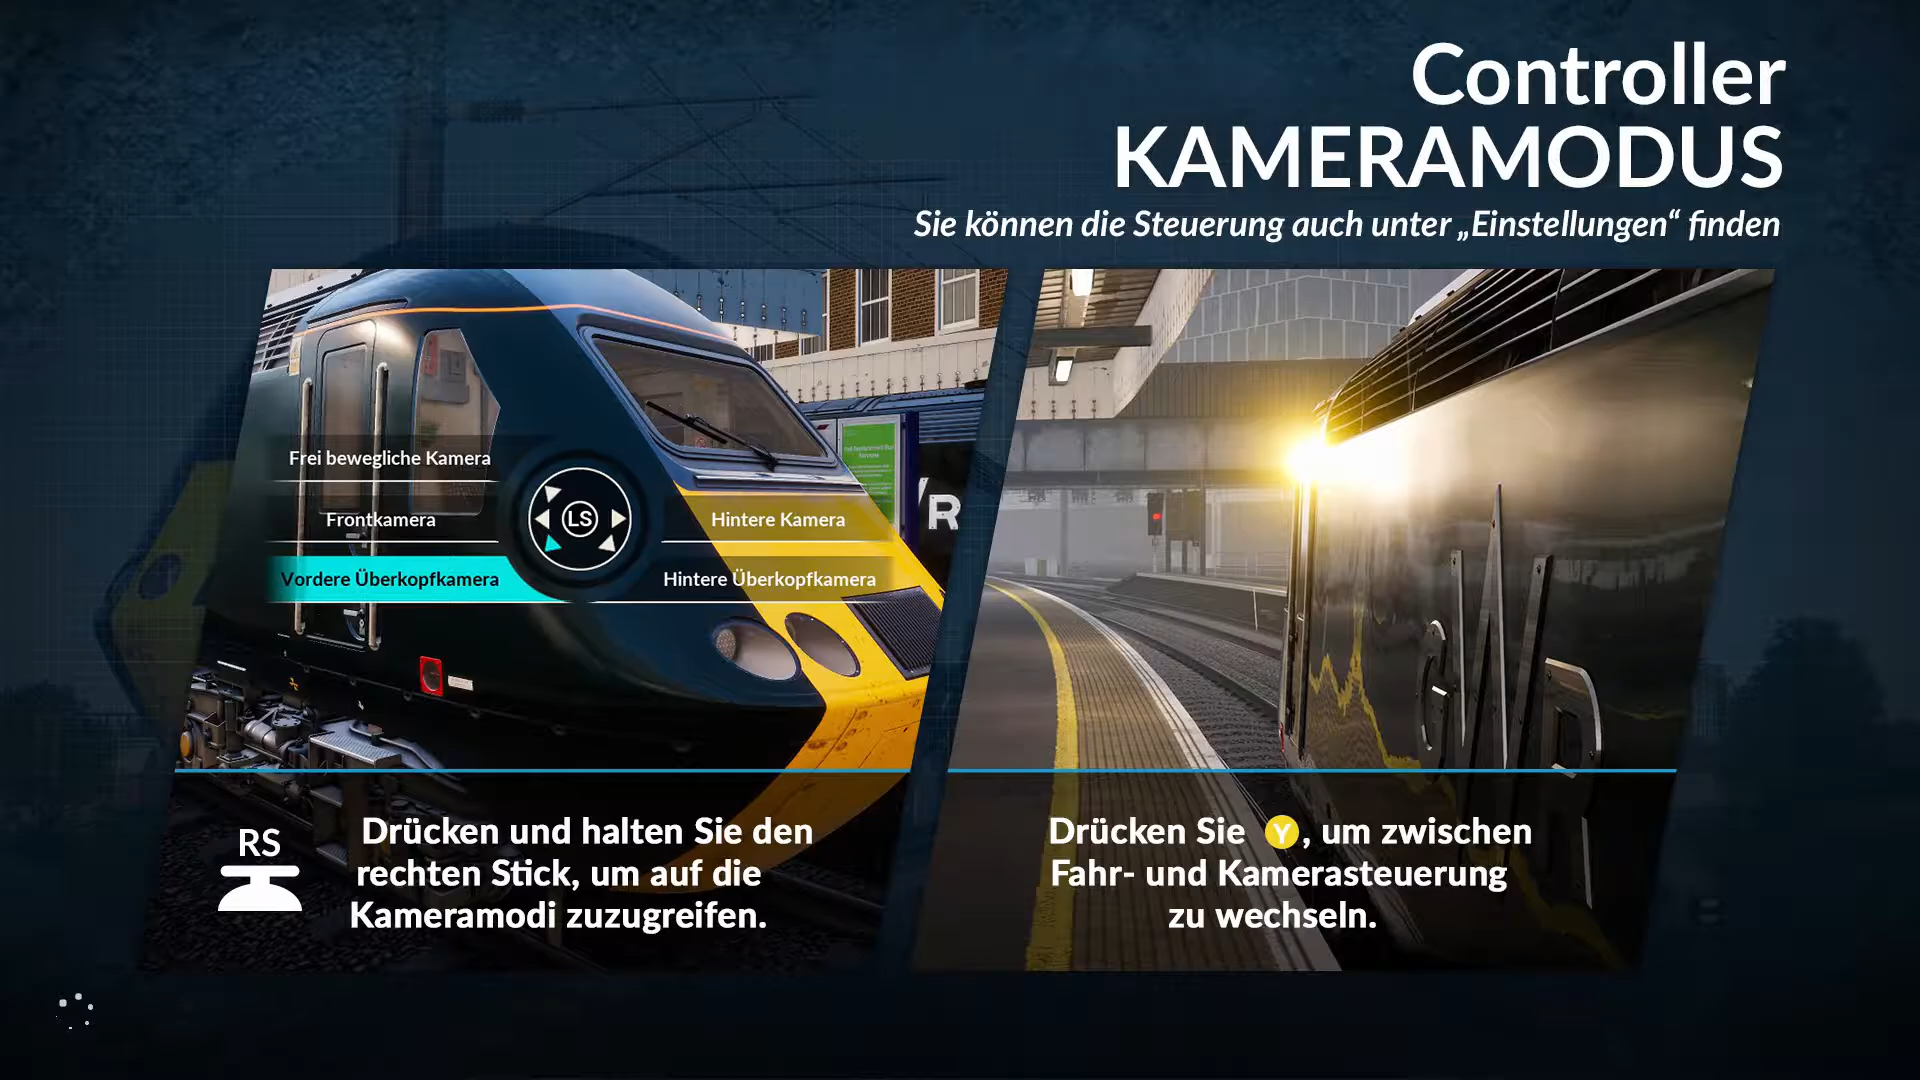 Controller
KAMERAMODUS
Sie können die Steuerung auch unter „Einstellungen“ finden
Frei bewegliche Kamera
Frontkamera
LS
Hintere Kamera
Vordere Überkopfkamera
Hintere Überkopfkamera
R
GWR
RS
Drücken und halten Sie den
rechten Stick, um auf die
Kameramodi zuzugreifen.
Drücken Sie Y, um zwischen
Fahr- und Kamerasteuerung
zu wechseln.